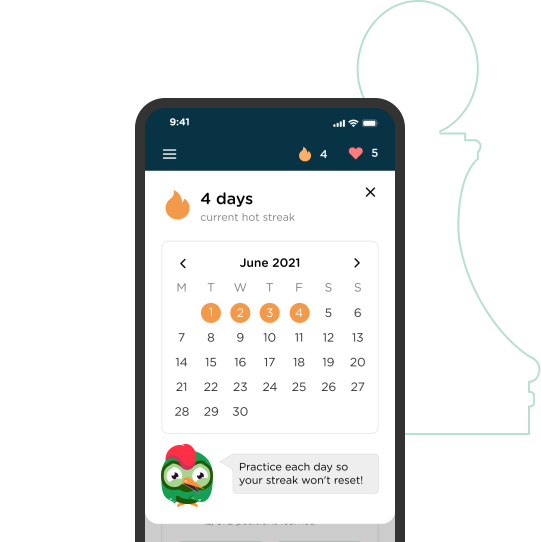 9:41
4 5
4 days
current hot streak
June 2021
M T W T F S S
1 2 3 4 5 6
7 8 9 10 11 12 13
14 15 16 17 18 19 20
21 22 23 24 25 26 27
28 29 30
Practice each day so
your streak won't reset!